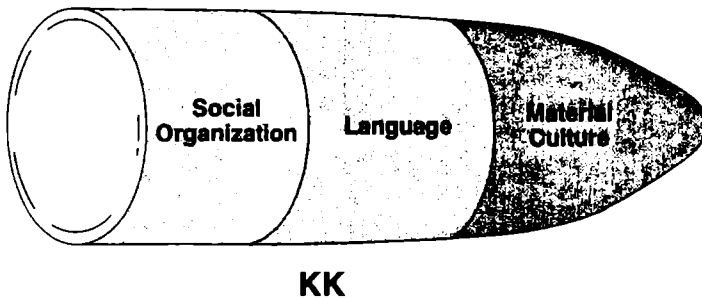 Social
Organization
Language
Material
Culture
KK